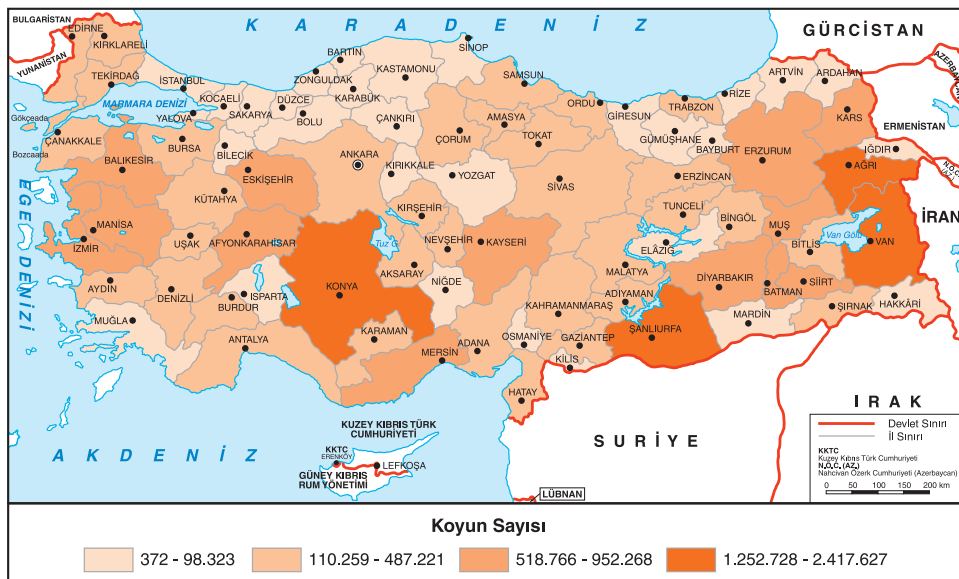 BULGARİSTAN
K A R A D E N İ Z
GÜRCİSTAN
EDİRNE
KIRKLARELİ
YUNANİSTAN
TEKİRDAĞ
İSTANBUL
MARMARA DENİZİ
KOCAELİ
YALOVA
SAKARYA
DÜZCE
BOLU
ZONGULDAK
BARTIN
KARABÜK
KASTAMONU
SİNOP
SAMSUN
ORDU
GİRESUN
TRABZON
RİZE
ARTVİN
ARDAHAN
AZERBAYCAN
Gökçeada
ÇANAKKALE
Bozcaada
BURSA
BİLECİK
BALIKESİR
ESKİŞEHİR
KÜTAHYA
ANKARA
ÇANKIRI
KIRIKKALE
ÇORUM
AMASYA
TOKAT
YOZGAT
SİVAS
GÜMÜŞHANE
BAYBURT
ERZURUM
ERZİNCAN
KARS
ERMENİSTAN
IĞDIR
N.Ö.C.
(AZ.)
AĞRI
İRAN
EGE DENİZİ
MANİSA
İZMİR
UŞAK
AFYONKARAHİSAR
KIRŞEHİR
NEVŞEHİR
KAYSERİ
Tuz G.
AKSARAY
NİĞDE
TUNCELİ
BİNGÖL
ELAZIĞ
MALATYA
MUŞ
BİTLİS
Van Gölü
VAN
AYDIN
DENİZLİ
BURDUR
ISPARTA
KONYA
MUĞLA
ANTALYA
KARAMAN
MERSİN
ADANA
KAHRAMANMARAŞ
ADIYAMAN
OSMANİYE
GAZİANTEP
KİLİS
HATAY
ŞANLIURFA
DİYARBAKIR
BATMAN
SİİRT
MARDİN
ŞIRNAK
HAKKÂRİ
A K D E N İ Z
KUZEY KIBRIS TÜRK
CUMHURİYETİ
KKTC
ERENKÖY
LEFKOŞA
GÜNEY KIBRIS
RUM YÖNETİMİ
S U R İ Y E
LÜBNAN
I R A K
Devlet Sınırı
İl Sınırı
KKTC
Kuzey Kıbrıs Türk Cumhuriyeti
N.Ö.C. (AZ.)
Nahcivan Özerk Cumhuriyeti (Azerbaycan)
0 50 100 150 200 km
Koyun Sayısı
372 - 98.323
110.259 - 487.221
518.766 - 952.268
1.252.728 - 2.417.627